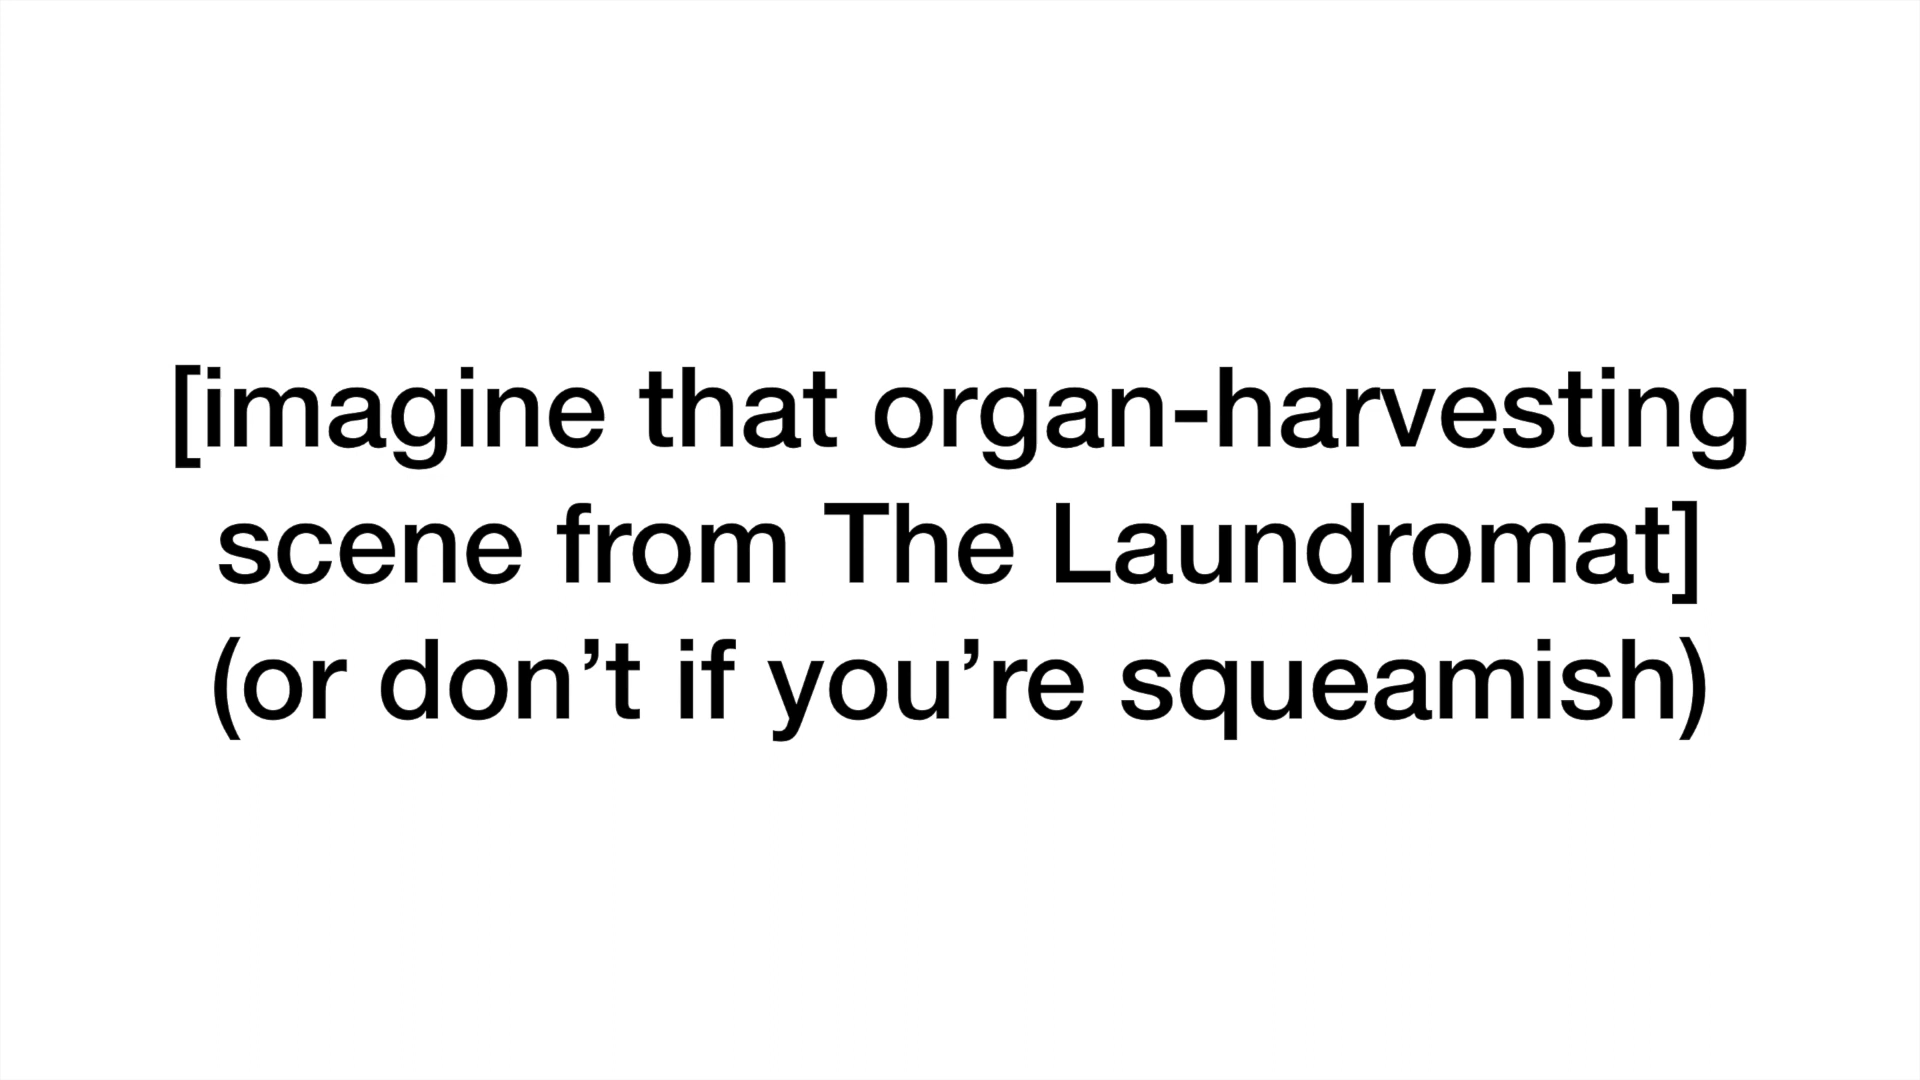 [imagine that organ-harvesting
scene from The Laundromat]
(or don’t if you’re squeamish)